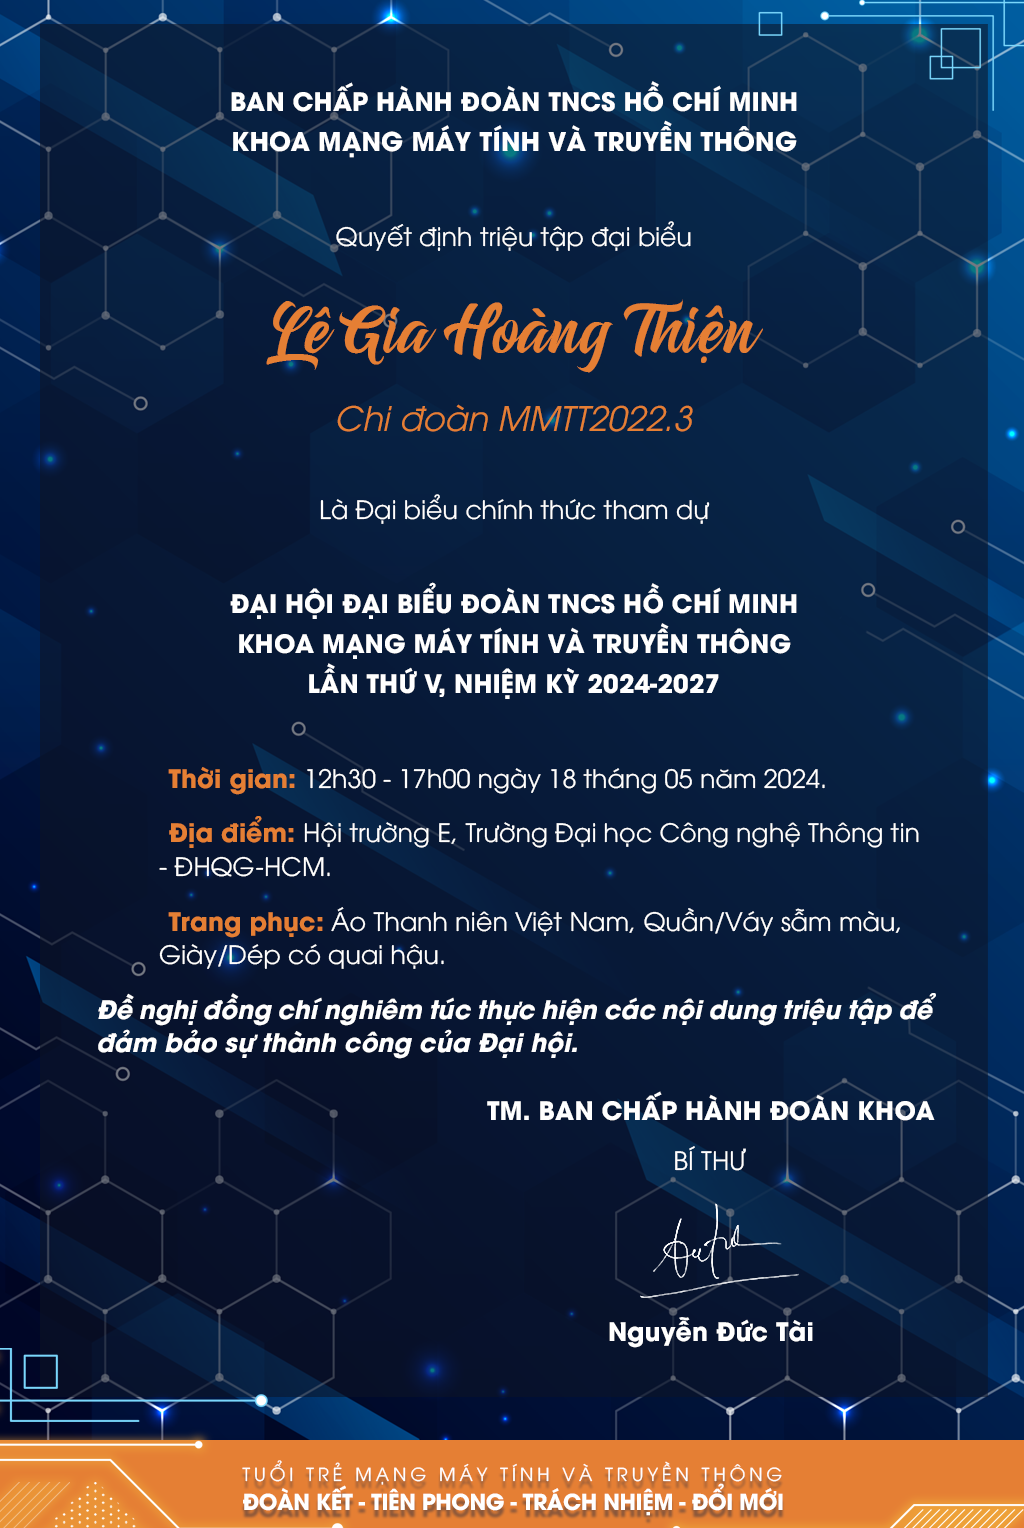 BAN CHẤP HÀNH ĐOÀN TNCS HỒ CHÍ MINH
KHOA MẠNG MÁY TÍNH VÀ TRUYỀN THÔNG
Quyết định triệu tập đại biểu
Lê Gia Hoàng Thiện
Chi đoàn MMTT2022.3
Là Đại biểu chính thức tham dự
ĐẠI HỘI ĐẠI BIỂU ĐOÀN TNCS HỒ CHÍ MINH
KHOA MẠNG MÁY TÍNH VÀ TRUYỀN THÔNG
LẦN THỨ V, NHIỆM KỲ 2024-2027
Thời gian: 12h30 - 17h00 ngày 18 tháng 05 năm 2024.
Địa điểm: Hội trường E, Trường Đại học Công nghệ Thông tin
- ĐHQG-HCM.
Trang phục: Áo Thanh niên Việt Nam, Quần/Váy sẫm màu,
Giày/Dép có quai hậu.
Đề nghị đồng chí nghiêm túc thực hiện các nội dung triệu tập để
đảm bảo sự thành công của Đại hội.
TM. BAN CHẤP HÀNH ĐOÀN KHOA
BÍ THƯ
Nguyễn Đức Tài
TUỔI TRẺ MẠNG MÁY TÍNH VÀ TRUYỀN THÔNG
ĐOÀN KẾT - TIÊN PHONG - TRÁCH NHIỆM - ĐỔI MỚI